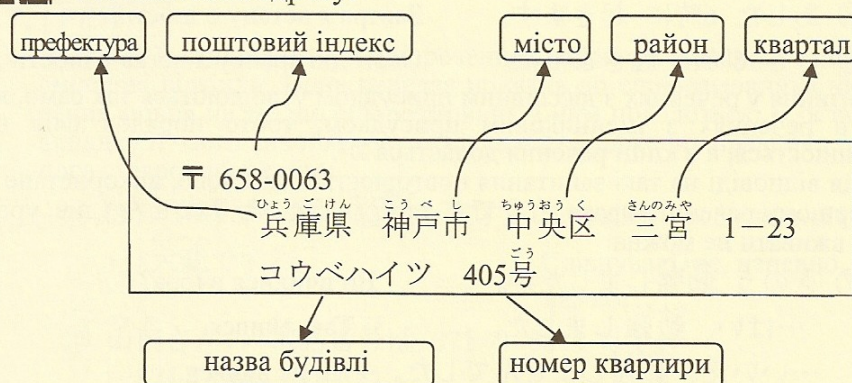 префектура поштовий індекс місто район квартал
〒 658-0063
ひょうごけん こうべし ちゅうおうく さんのみや
兵庫県 神戸市 中央区 三宮 1－23
ごう
コウベハイツ 405号
назва будівлі номер квартири